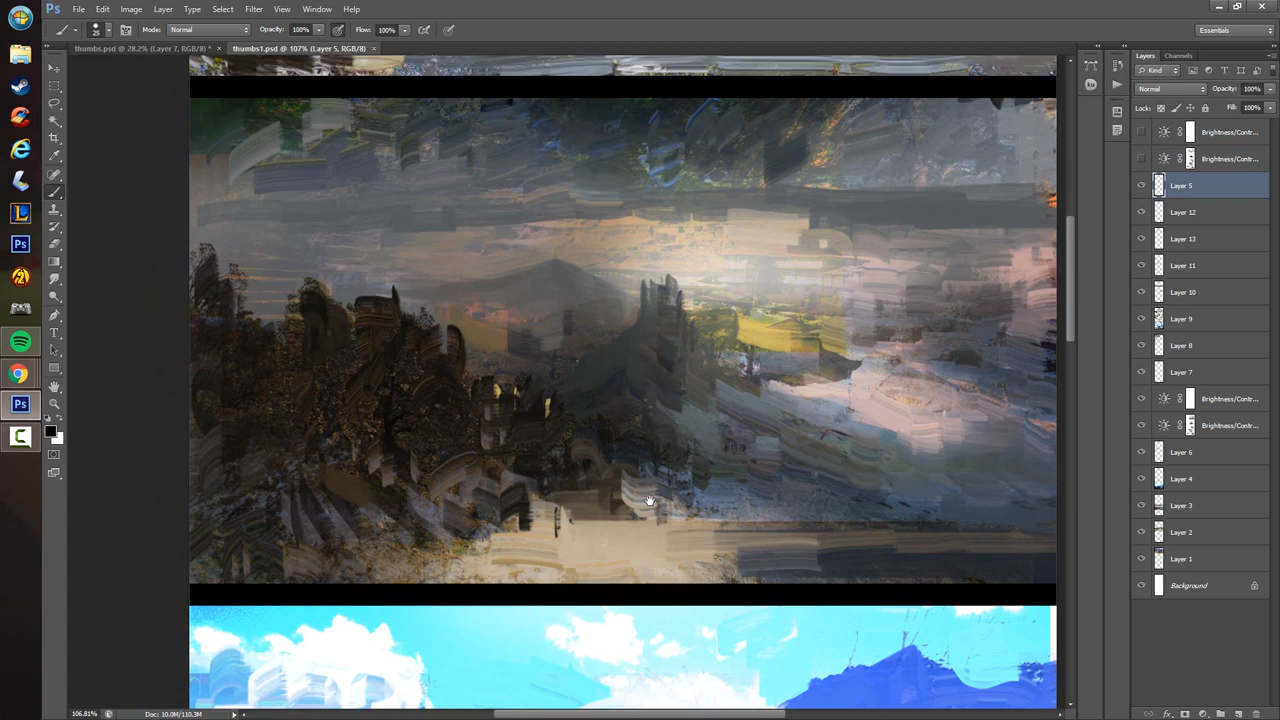 Ps File Edit Image Layer Type Select Filter View Window Help
25 Mode: Normal Opacity: 100% Flow: 100% Essentials
thumbs.psd @ 28.2% (Layer 7, RGB/8) * × thumbs1.psd @ 107% (Layer 5, RGB/8) ×
Layers Channels
Kind
Normal Opacity: 100%
Lock: Fill: 100%
Brightness/Contr...
Brightness/Contr...
Layer 5
Layer 12
Layer 13
Layer 11
Layer 10
Layer 9
Layer 8
Layer 7
Brightness/Contr...
Brightness/Contr...
Layer 6
Layer 4
Layer 3
Layer 2
Layer 1
Background
106.81% Doc: 10.0M/110.3M